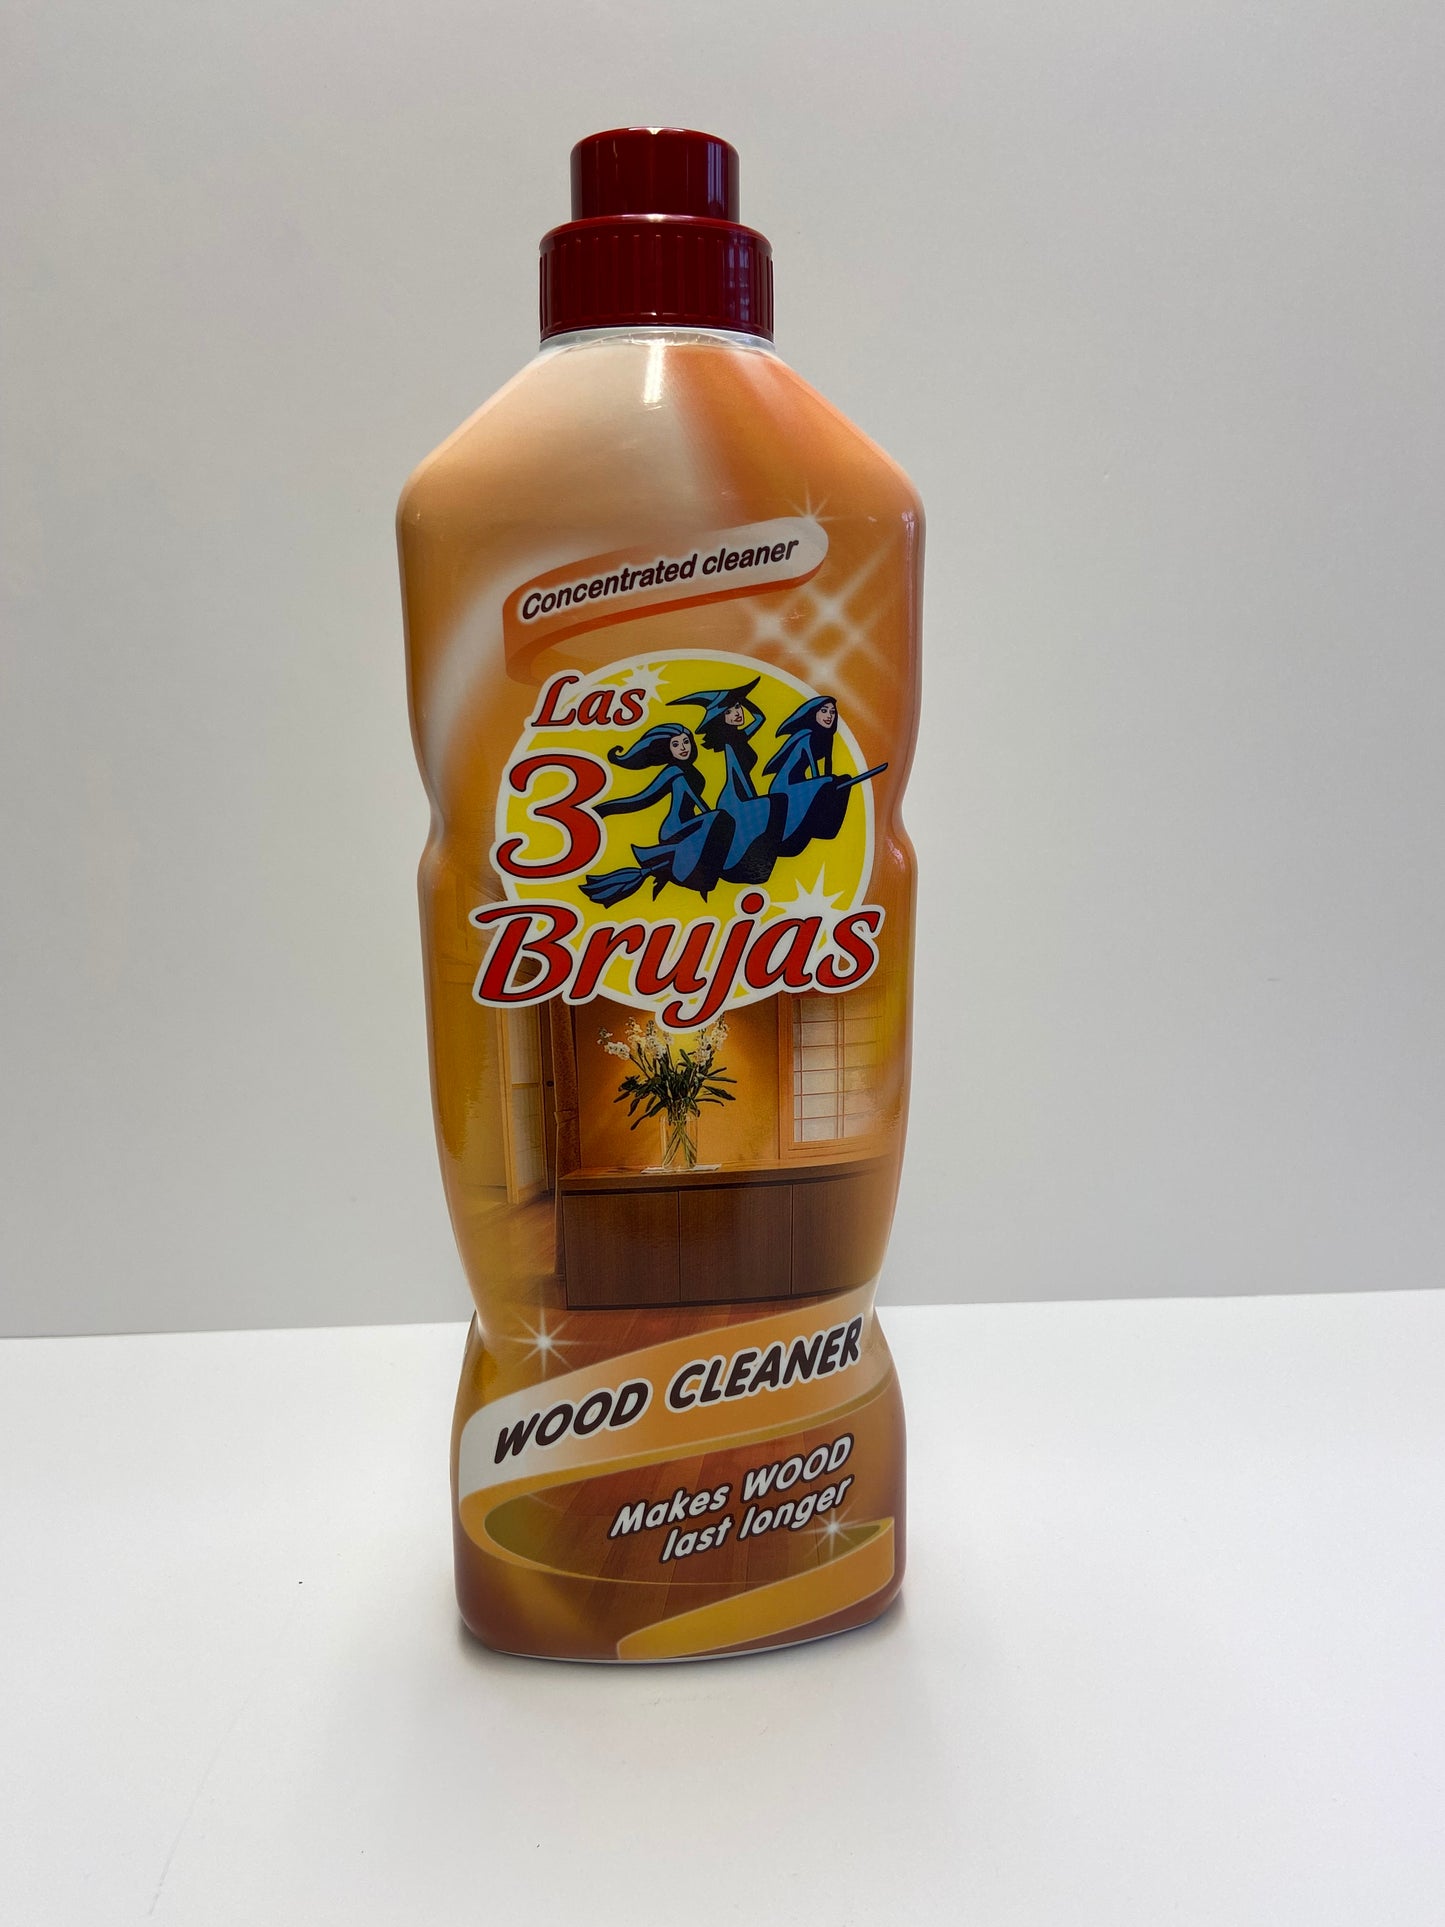 Concentrated cleaner
Las
3
Brujas
WOOD CLEANER
Makes WOOD
last longer